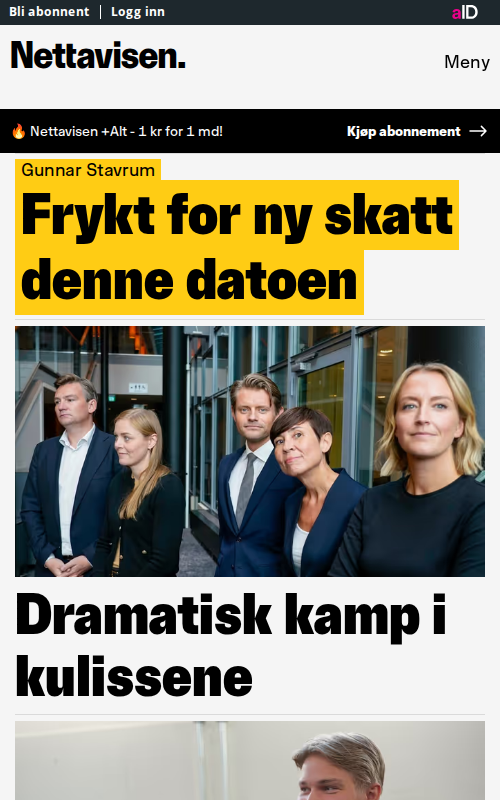 Bli abonnent
Logg inn
aID
Nettavisen.
Meny
🔥 Nettavisen +Alt - 1 kr for 1 md!
Kjøp abonnement →
Gunnar Stavrum
Frykt for ny skatt
denne datoen
Dramatisk kamp i
kulissene